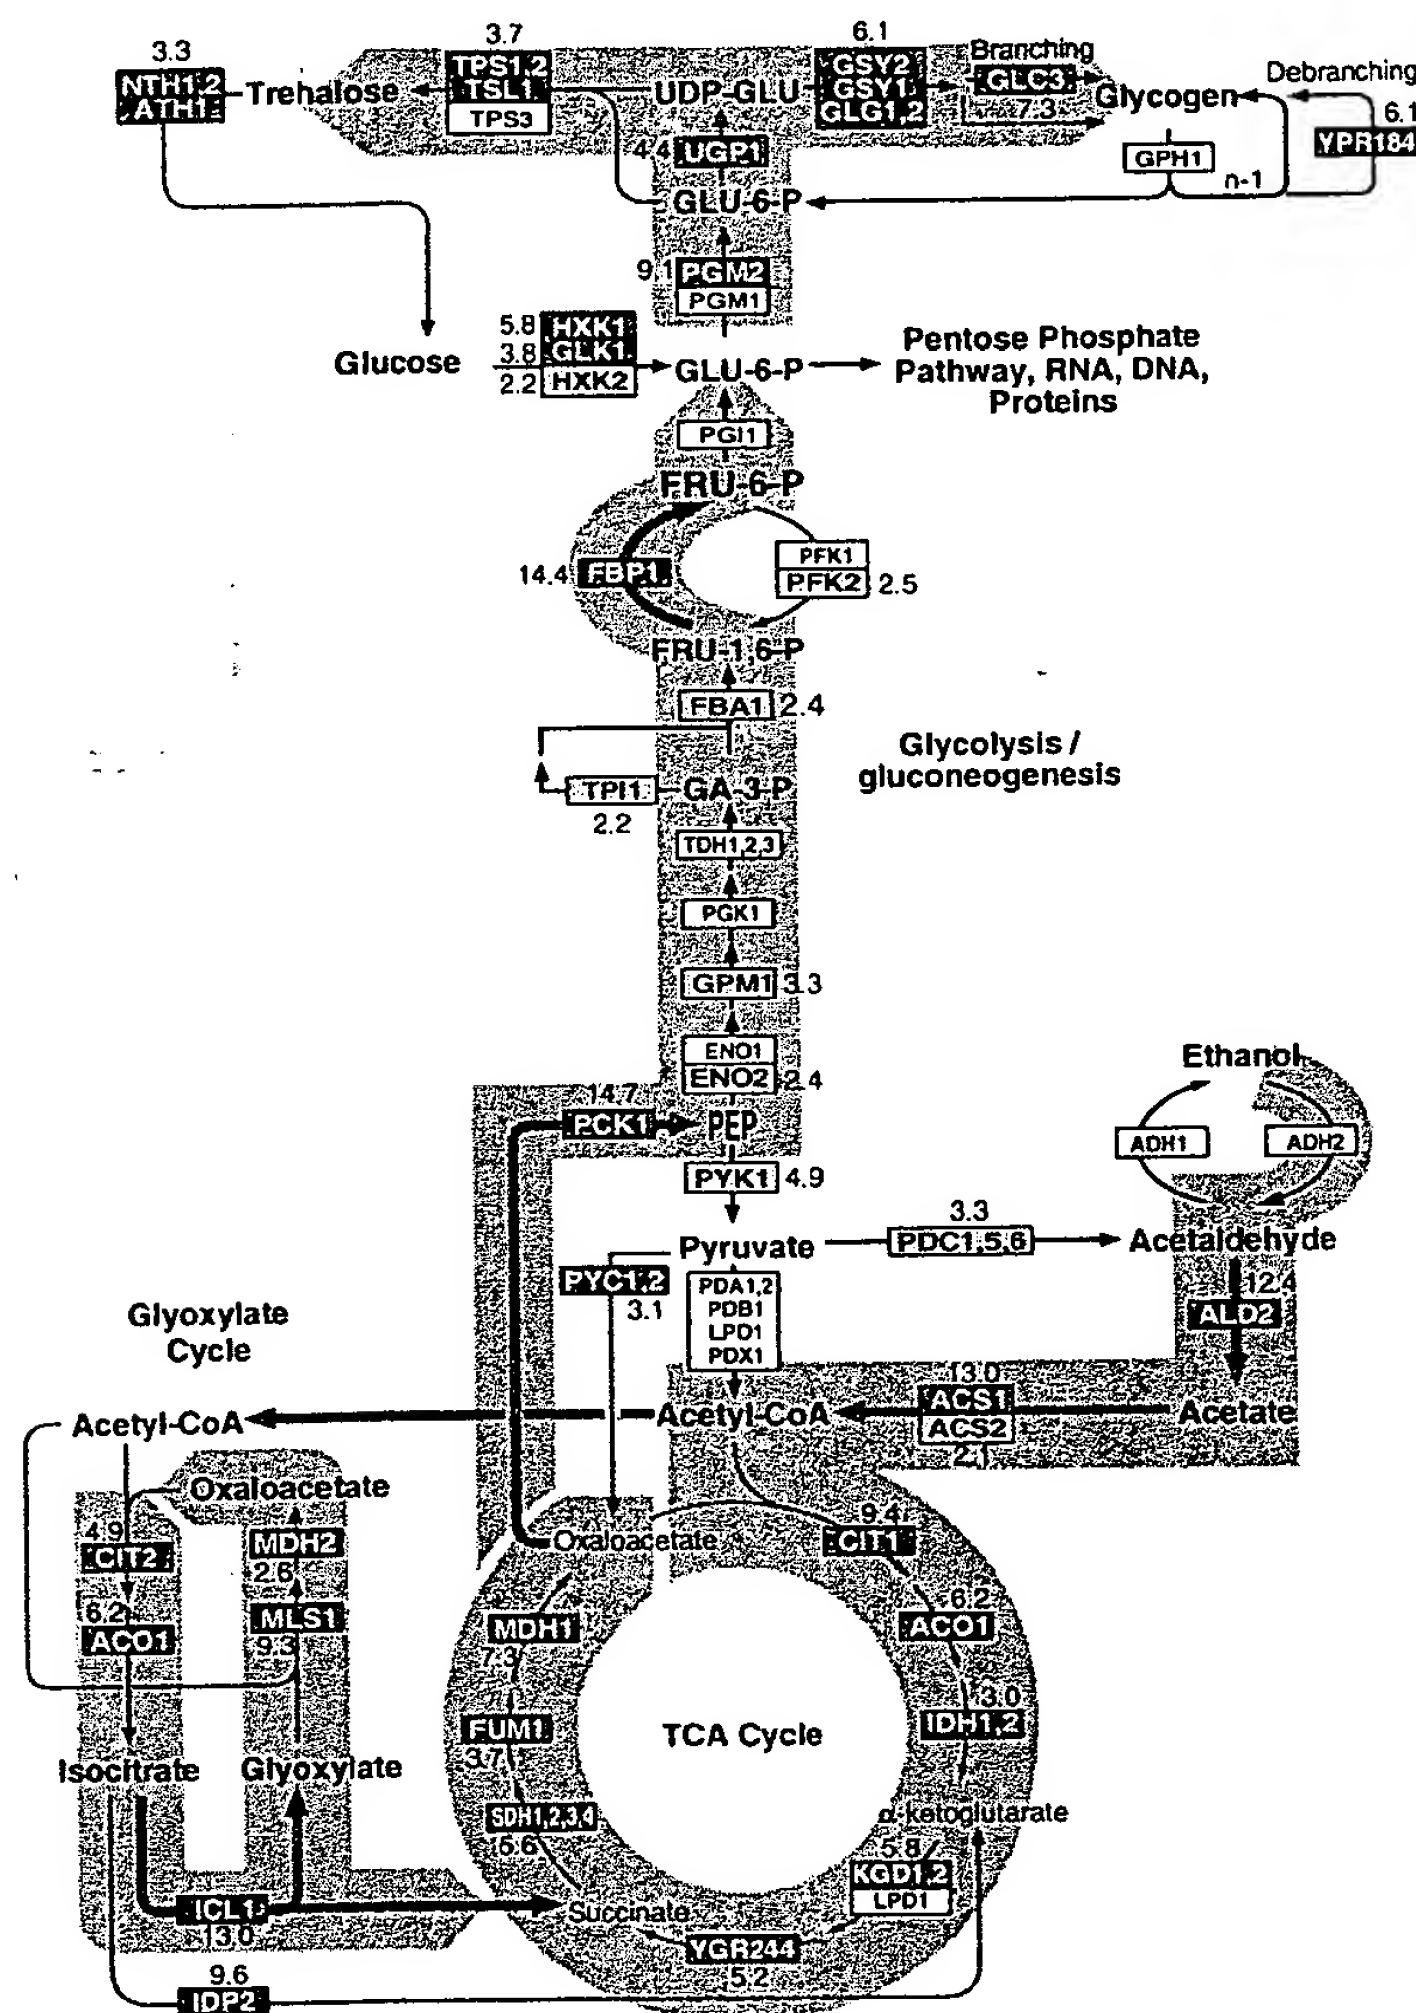 3.3
NTH1,2
ATH1
Trehalose
3.7
TPS1,2
TSL1
TPS3
UDP-GLU
6.1
GSY2
GSY1
GLG1,2
Branching
GLC3
7.3
Glycogen
Debranching
6.1
YPR184
4.4 UGP1
GPH1
n-1
GLU-6-P
9.1 PGM2
PGM1
Glucose
5.8 HXK1
3.8 GLK1
2.2 HXK2
GLU-6-P
Pentose Phosphate
Pathway, RNA, DNA,
Proteins
PGI1
FRU-6-P
14.4 FBP1
PFK1
PFK2 2.5
FRU-1,6-P
FBA1 2.4
Glycolysis /
gluconeogenesis
TPI1
2.2
GA-3-P
TDH1,2,3
PGK1
GPM1 3.3
ENO1
ENO2 2.4
14.7
PCK1
PEP
PYK1 4.9
Ethanol
ADH1
ADH2
Pyruvate
3.3
PDC1,5,6
Acetaldehyde
PYC1,2
3.1
PDA1,2
PDB1
LPD1
PDX1
12.4
ALD2
Glyoxylate
Cycle
Acetyl-CoA
Acetyl-CoA
13.0
ACS1
ACS2
2.1
Acetate
Oxaloacetate
4.9
CIT2
MDH2
2.6
6.2
ACO1
MLS1
9.3
Isocitrate
Glyoxylate
ICL1
13.0
9.6
IDP2
Oxaloacetate
9.4
CIT1
6.2
ACO1
3.0
IDH1,2
α-ketoglutarate
5.8
KGD1,2
LPD1
YGR244
5.2
Succinate
SDH1,2,3,4
5.6
FUM1
3.7
MDH1
7.3
TCA Cycle